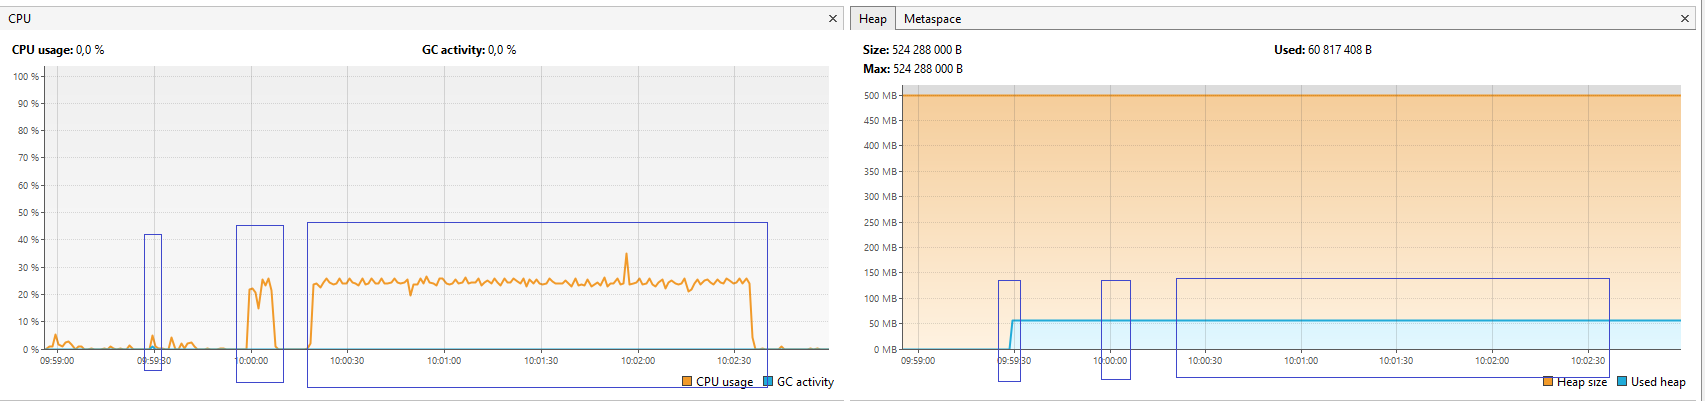 CPU
CPU usage: 0,0 %
GC activity: 0,0 %
100 %
90 %
80 %
70 %
60 %
50 %
40 %
30 %
20 %
10 %
0 %
09:59:00
09:59:30
10:00:00
10:00:30
10:01:00
10:01:30
10:02:00
10:02:30
CPU usage
GC activity
Heap
Metaspace
Size: 524 288 000 B
Used: 60 817 408 B
Max: 524 288 000 B
500 MB
450 MB
400 MB
350 MB
300 MB
250 MB
200 MB
150 MB
100 MB
50 MB
0 MB
09:59:00
09:59:30
10:00:00
10:00:30
10:01:00
10:01:30
10:02:00
10:02:30
Heap size
Used heap